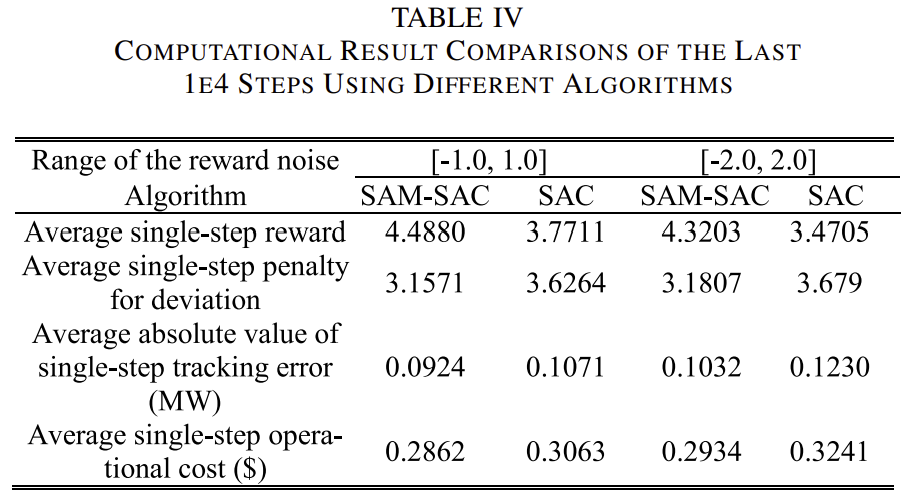 TABLE IV
COMPUTATIONAL RESULT COMPARISONS OF THE LAST
1E4 STEPS USING DIFFERENT ALGORITHMS
Range of the reward noise [-1.0, 1.0] [-2.0, 2.0]
Algorithm SAM-SAC SAC SAM-SAC SAC
Average single-step reward 4.4880 3.7711 4.3203 3.4705
Average single-step penalty
for deviation 3.1571 3.6264 3.1807 3.679
Average absolute value of
single-step tracking error 0.0924 0.1071 0.1032 0.1230
(MW)
Average single-step opera-
tional cost ($) 0.2862 0.3063 0.2934 0.3241